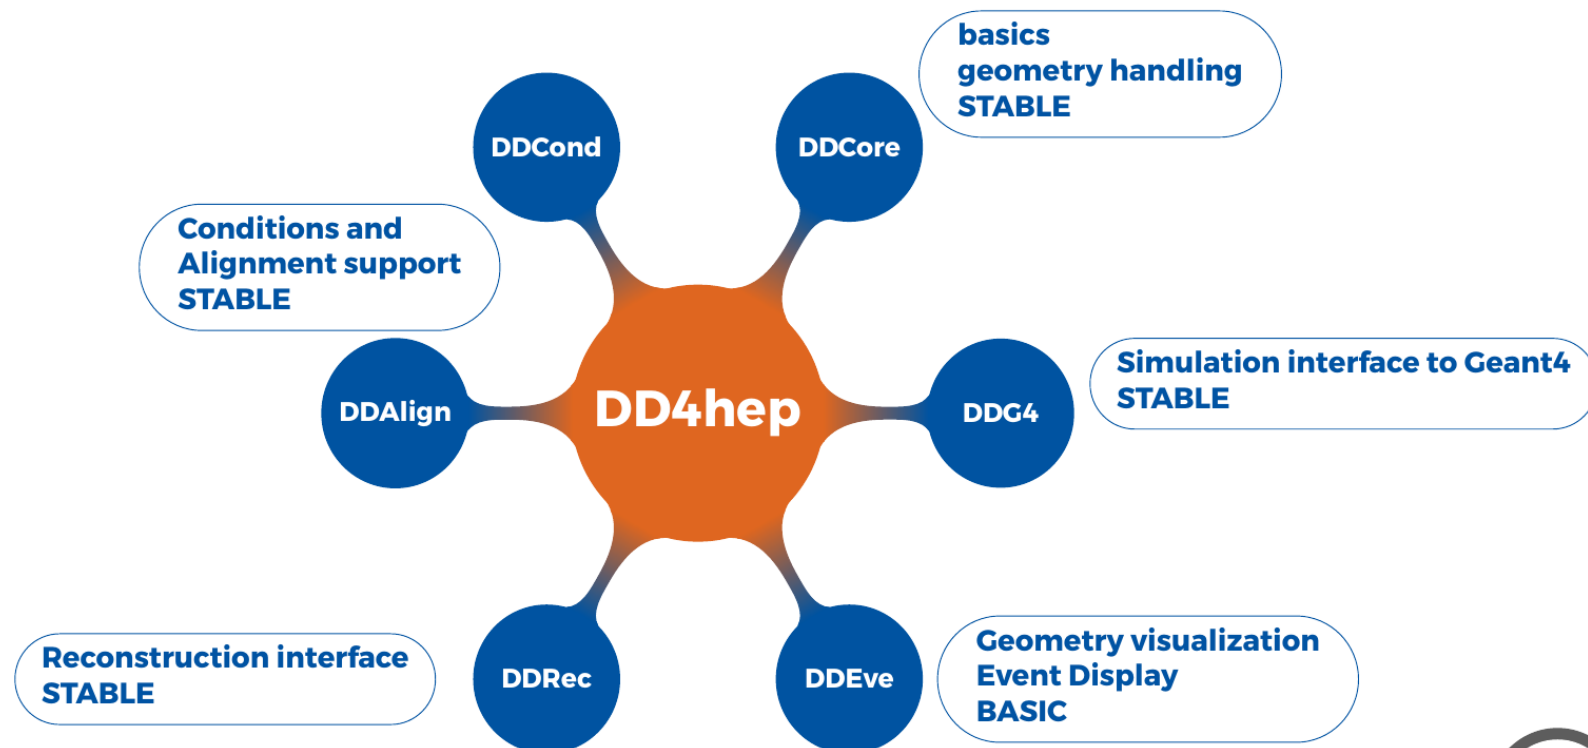 basics
geometry handling
STABLE
DDCond
DDCore
Conditions and
Alignment support
STABLE
DDAlign
DD4hep
DDG4
Simulation interface to Geant4
STABLE
Reconstruction interface
STABLE
DDRec
DDEve
Geometry visualization
Event Display
BASIC